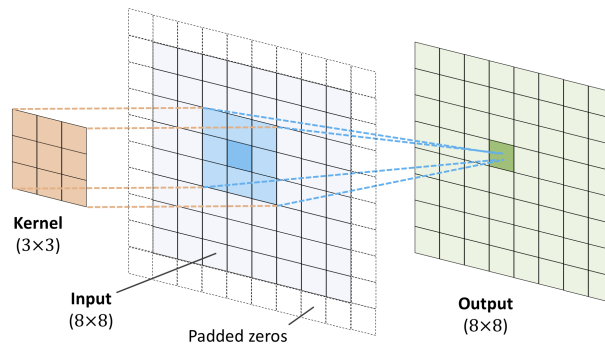 Kernel
(3×3)
Input
(8×8)
Padded zeros
Output
(8×8)